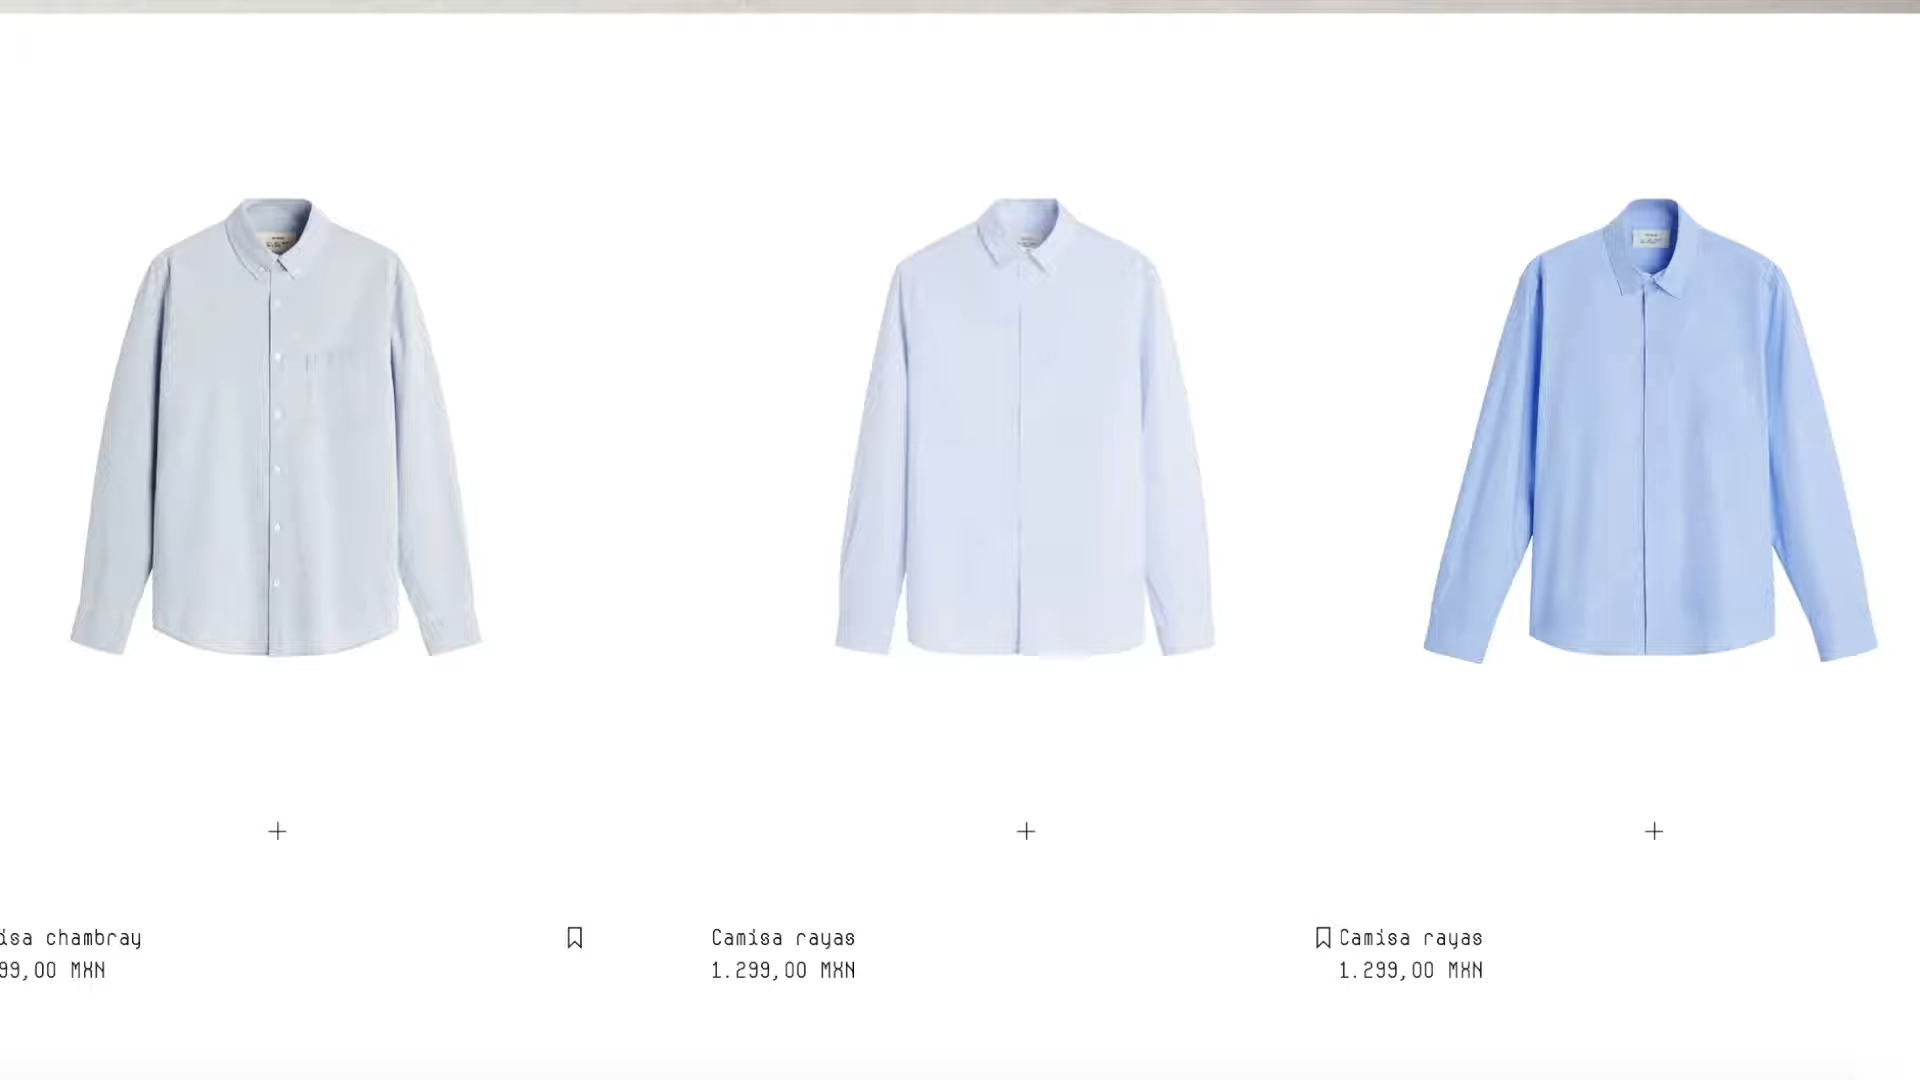 isa chambray
99,00 MXN
Camisa rayas
1.299,00 MXN
Camisa rayas
1.299,00 MXN